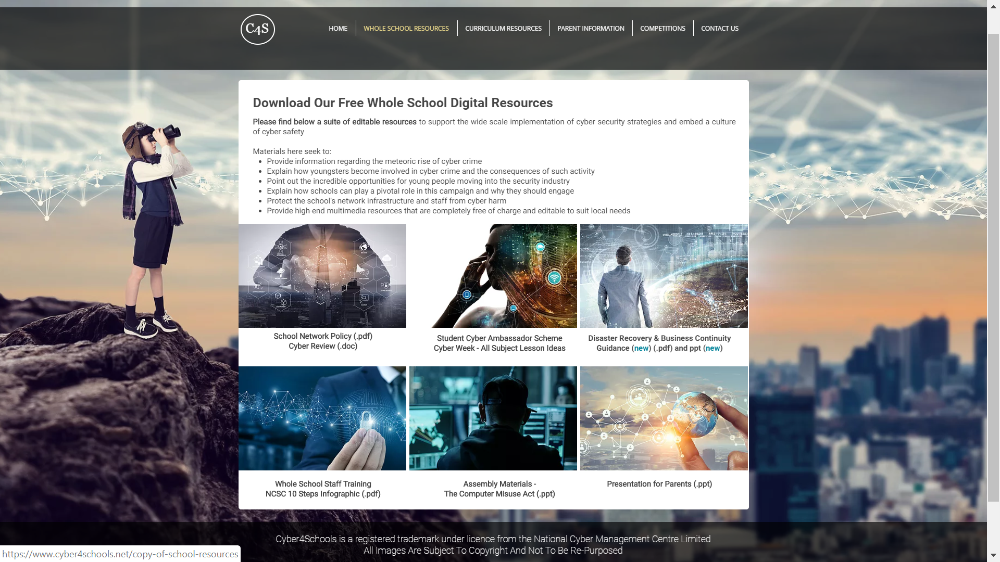 C4S
HOME
WHOLE SCHOOL RESOURCES
CURRICULUM RESOURCES
PARENT INFORMATION
COMPETITIONS
CONTACT US
Download Our Free Whole School Digital Resources
Please find below a suite of editable resources to support the wide scale implementation of cyber security strategies and embed a culture
of cyber safety
Materials here seek to:
Provide information regarding the meteoric rise of cyber crime
Explain how youngsters become involved in cyber crime and the consequences of such activity
Point out the incredible opportunities for young people moving into the security industry
Explain how schools can play a pivotal role in this campaign and why they should engage
Protect the school's network infrastructure and staff from cyber harm
Provide high-end multimedia resources that are completely free of charge and editable to suit local needs
School Network Policy (.pdf)
Cyber Review (.doc)
Student Cyber Ambassador Scheme
Cyber Week - All Subject Lesson Ideas
Disaster Recovery & Business Continuity
Guidance (new) (.pdf) and ppt (new)
Whole School Staff Training
NCSC 10 Steps Infographic (.pdf)
Assembly Materials -
The Computer Misuse Act (.ppt)
Presentation for Parents (.ppt)
Cyber4Schools is a registered trademark under licence from the National Cyber Management Centre Limited
All Images Are Subject To Copyright And Not To Be Re-Purposed
https://www.cyber4schools.net/copy-of-school-resources